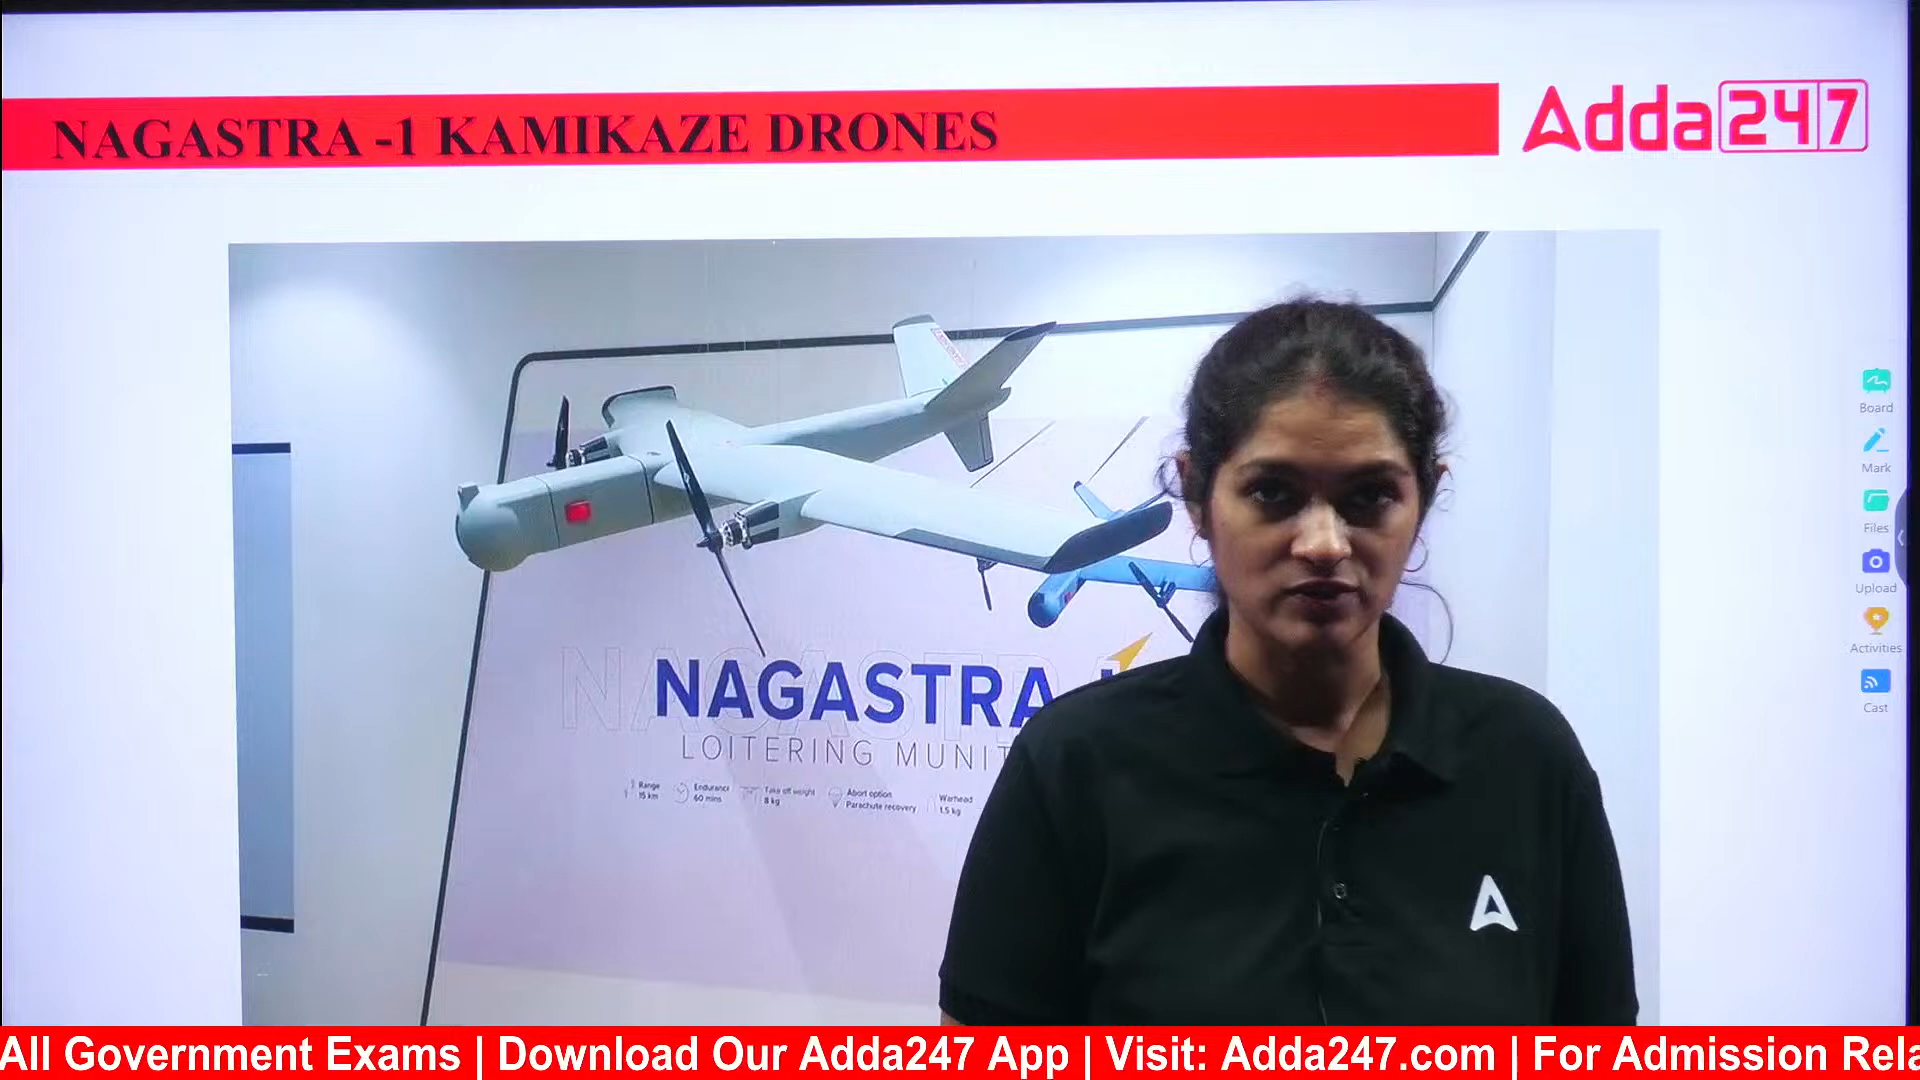 NAGASTRA -1 KAMIKAZE DRONES
Adda247
Board
Mark
Files
Upload
Activities
Cast
NAGASTRA
LOITERING MUNIT
Range
15 km
Endurance
60 mins
Take off weight
8 kg
Abort option
Parachute recovery
Warhead
1.5 kg
All Government Exams | Download Our Adda247 App | Visit: Adda247.com | For Admission Rela